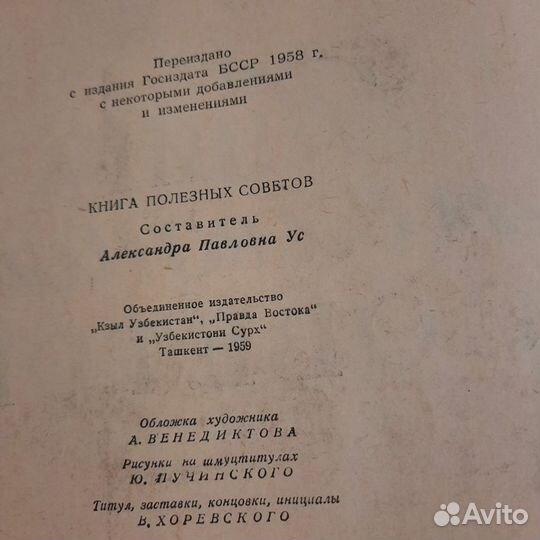 Переиздано
с издания Госиздата БССР 1958 г.
с некоторыми добавлениями
и изменениями
КНИГА ПОЛЕЗНЫХ СОВЕТОВ
Составитель
Александра Павловна Ус
Объединенное издательство
„Кзыл Узбекистан“, „Правда Востока“
и „Узбекистони Сурх“
Ташкент — 1959
Обложка художника
А. ВЕНЕДИКТОВА
Рисунки на шмуцтитулах
Ю. ПУЧИНСКОГО
Титул, заставки, концовки, инициалы
В. ХОРЕВСКОГО
Avito